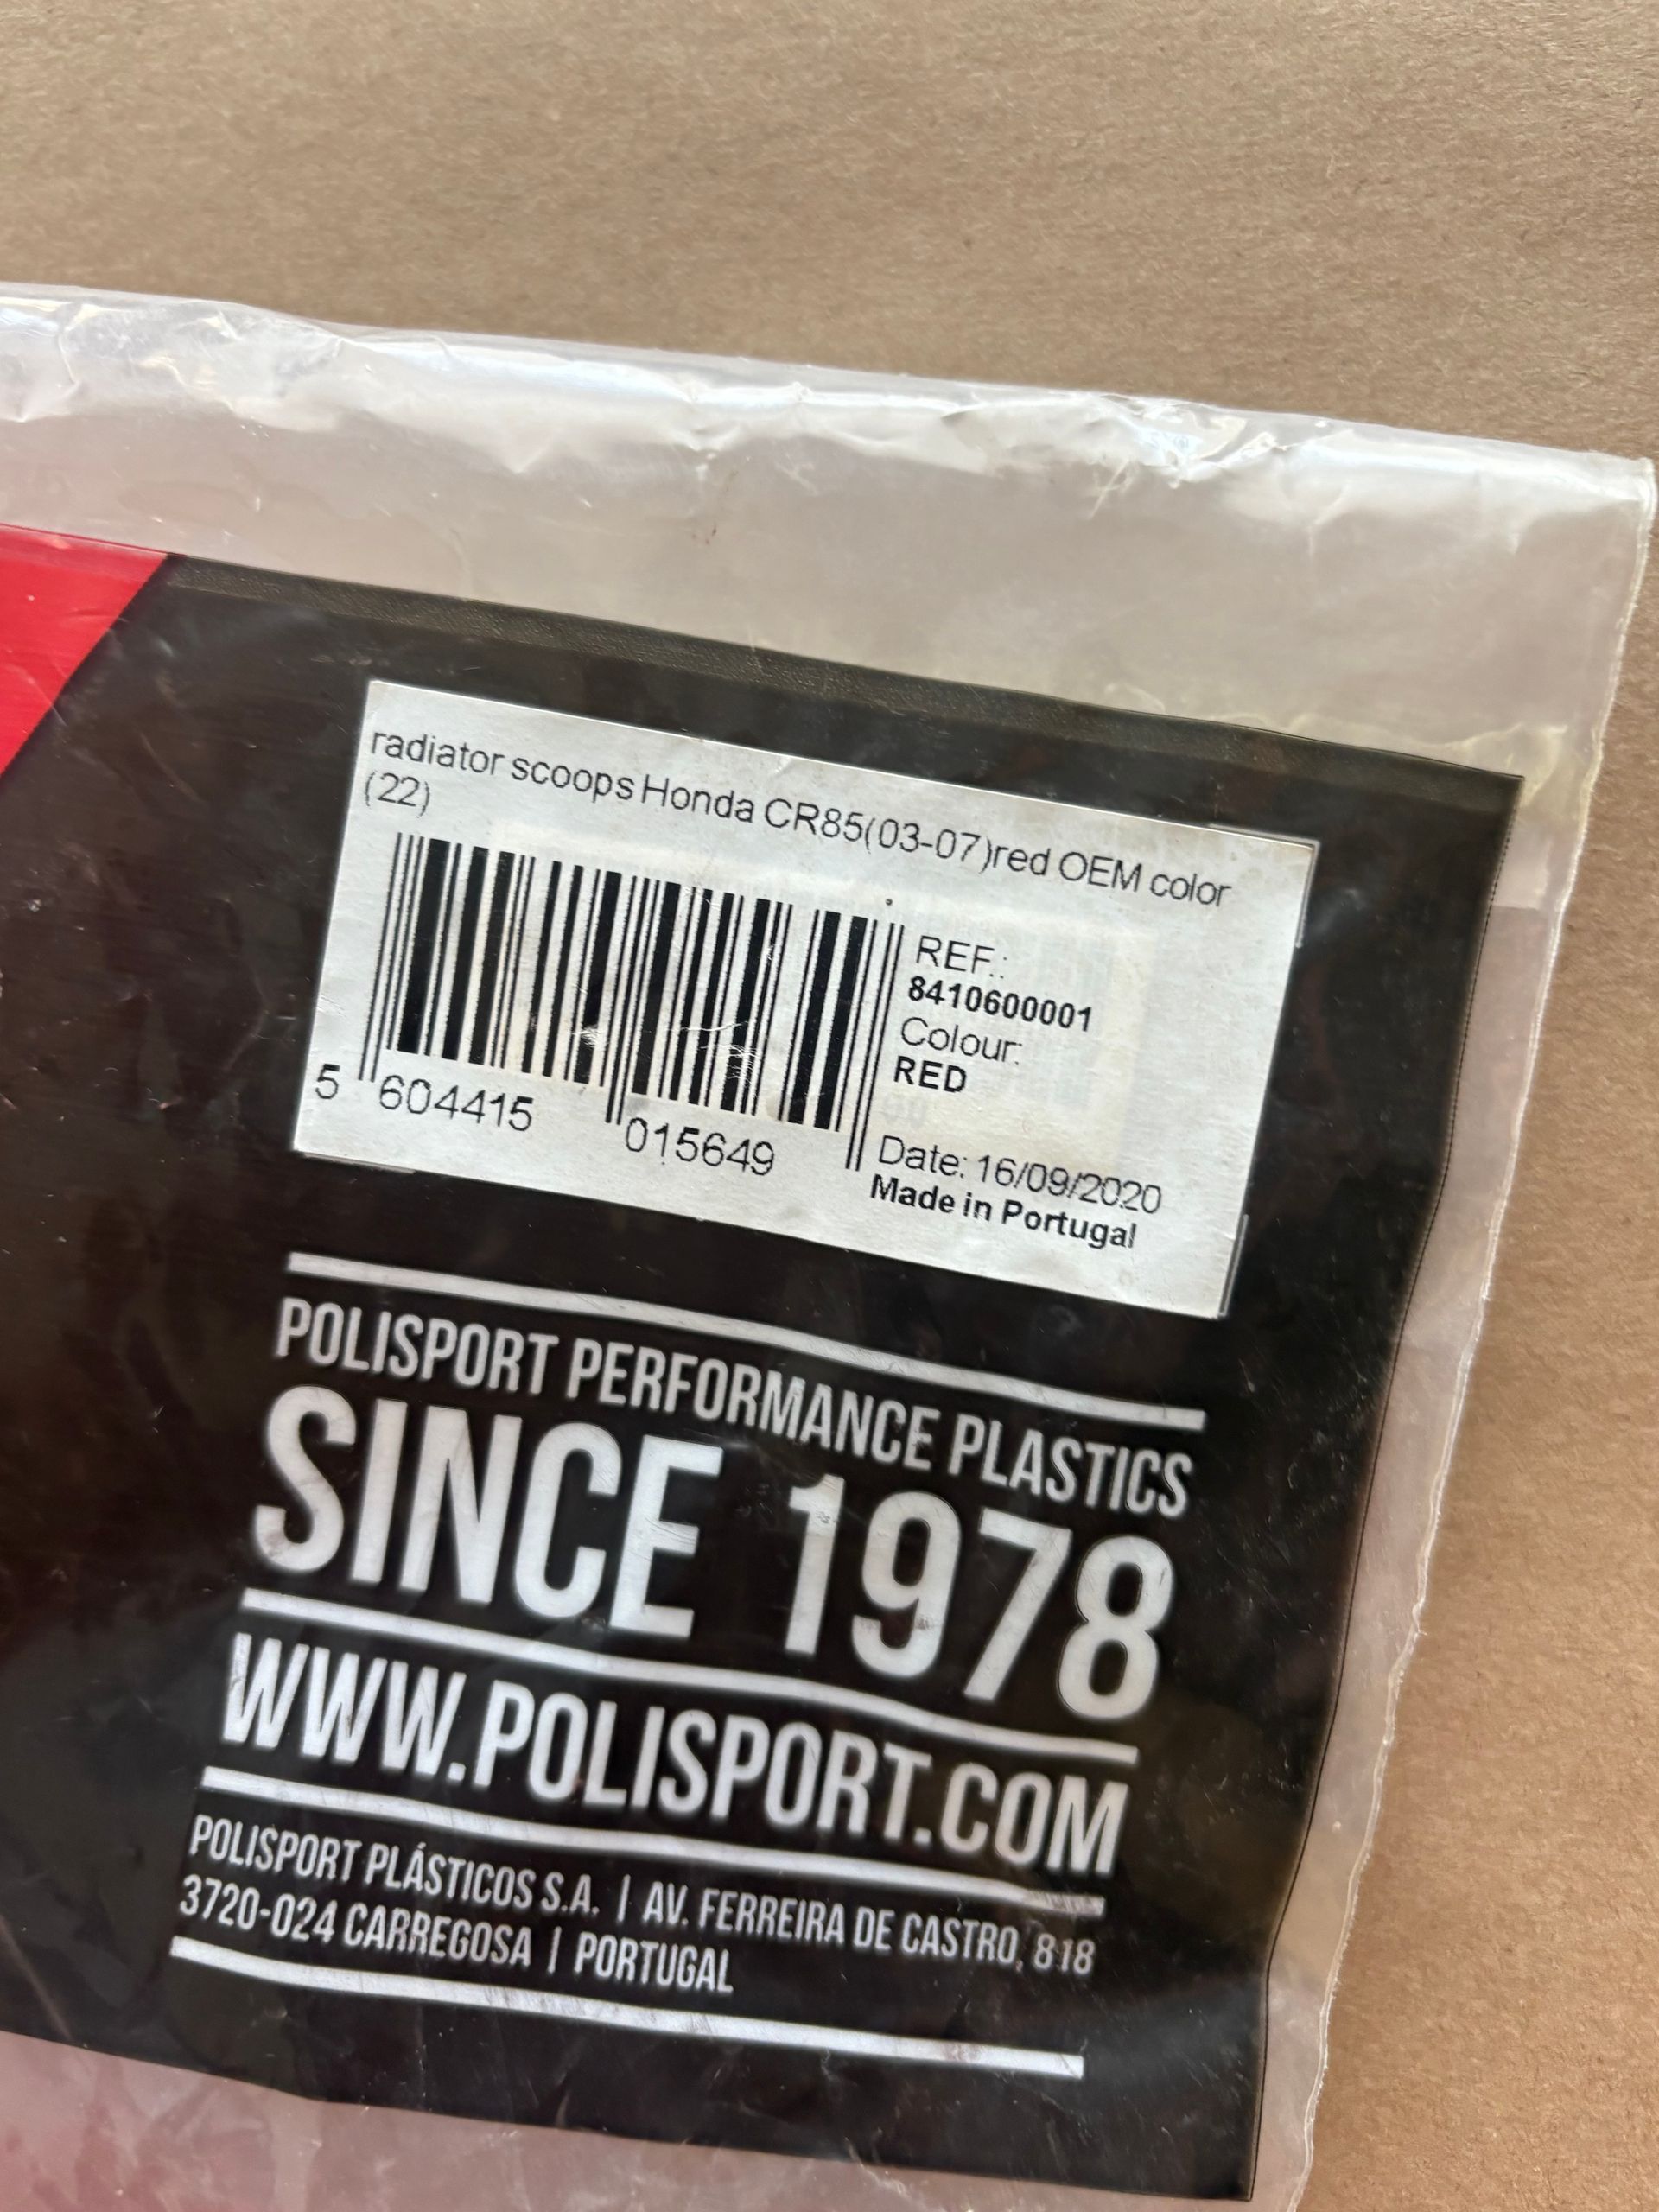 radiator scoops Honda CR85(03-07)red OEM color
(22)
REF.:
8410600001
Colour:
RED
5 604415 015649
Date: 16/09/2020
Made in Portugal
POLISPORT PERFORMANCE PLASTICS
SINCE 1978
WWW.POLISPORT.COM
POLISPORT PLÁSTICOS S.A. | AV. FERREIRA DE CASTRO, 818
3720-024 CARREGOSA | PORTUGAL